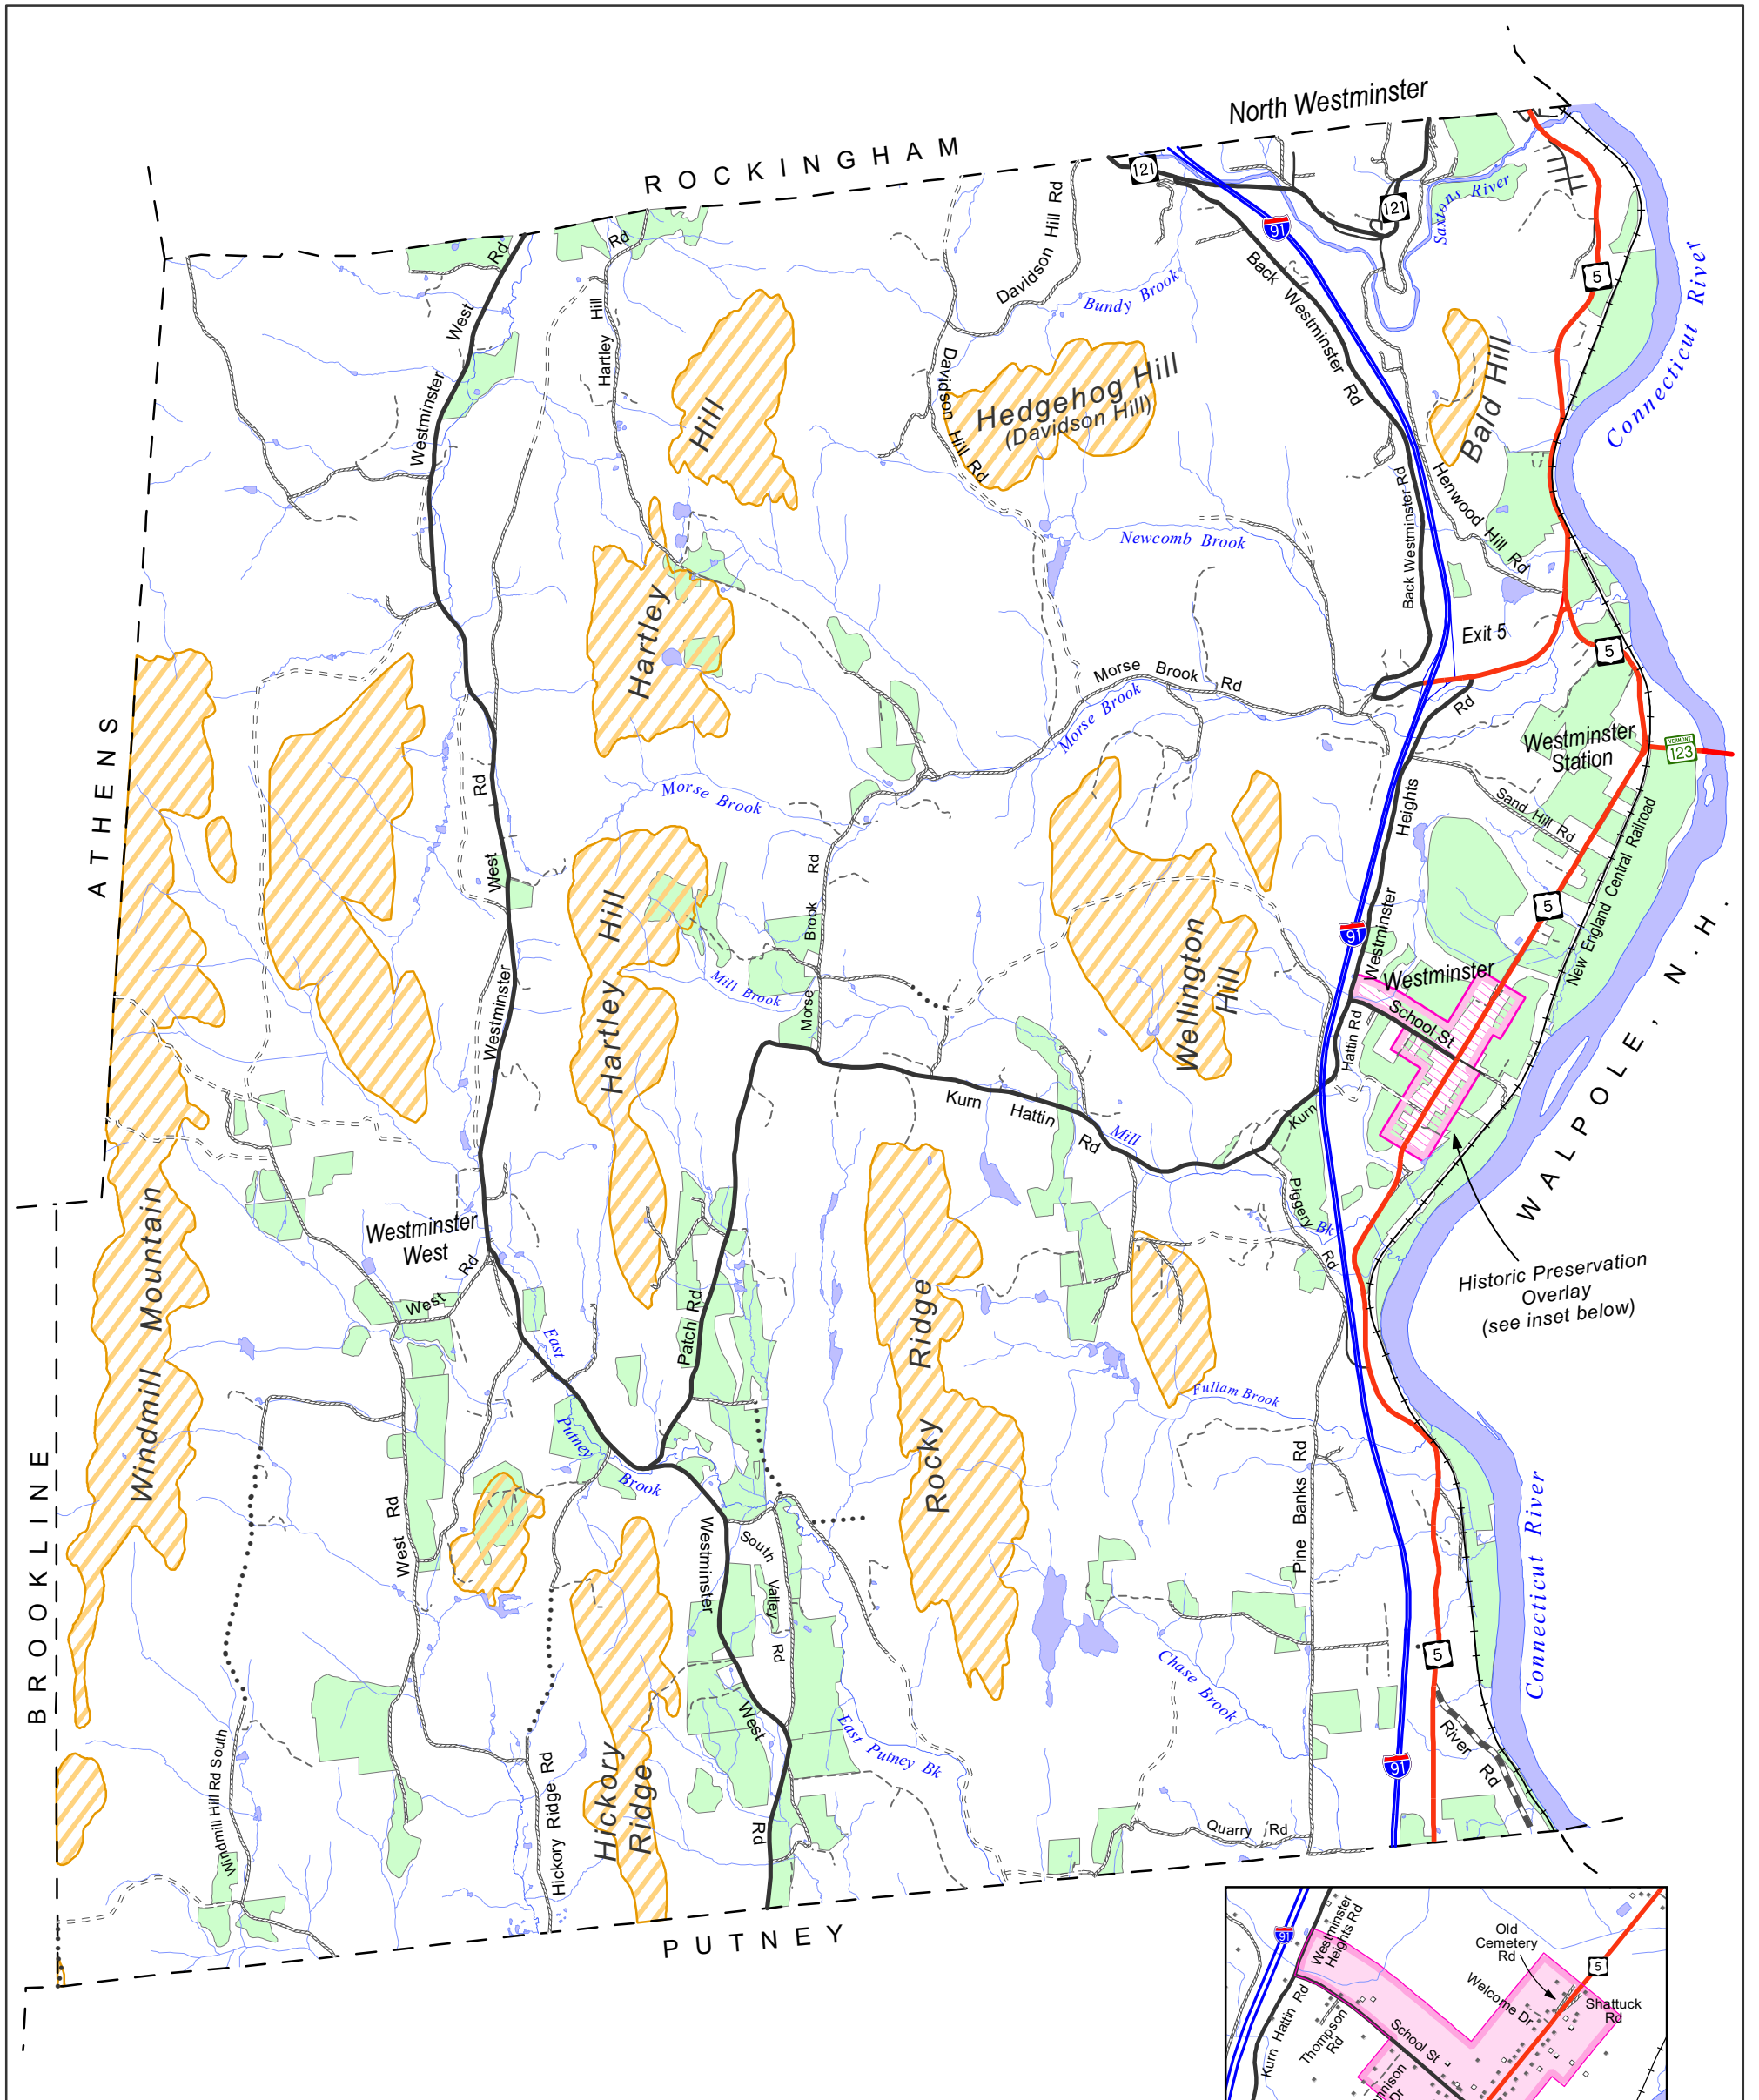 North Westminster
ROCKINGHAM
121
121
91
Saxtons River
5
Connecticut River
West Rd
Westminster
Hartley Hill Rd
Hill
Davidson Hill Rd
Bundy Brook
Davidson Hill Rd
Hedgehog Hill
(Davidson Hill)
Back Westminster Rd
Bald Hill
Henwood Hill Rd
Back Westminster Rd
Newcomb Brook
Hartley
Exit 5
5
Morse Brook Rd
Morse Brook
Rd
Westminster
Station
VERMONT
123
ATHENS
Rd
West
Westminster
Morse Brook
Morse Brook Rd
Heights
Westminster
Sand Hill Rd
New England Central Railroad
5
91
Hartley Hill
Mill Brook
Wellington
Hill
Westminster
School St
Hattin Rd
Kurn
WALPOLE, N.H.
Kurn Hattin Rd
Mill
Bk
Piggery Rd
Historic Preservation
Overlay
(see inset below)
Westminster
West
West Rd
Windmill Mountain
East
Putney
Brook
Patch Rd
Rocky Ridge
Fullam Brook
Pine Banks Rd
Connecticut River
BROOKLINE
West Rd
Westminster
West
Rd
South
Valley
Rd
Chase Brook
5
River Rd
91
East Putney Bk
Windmill Hill Rd South
Hickory Ridge Rd
Hickory
Ridge
Quarry Rd
PUTNEY
91
Westminster
Heights Rd
Old
Cemetery
Rd
5
Welcome Dr
Shattuck
Rd
Kurn Hattin Rd
Thompson
Rd
School St
Dr